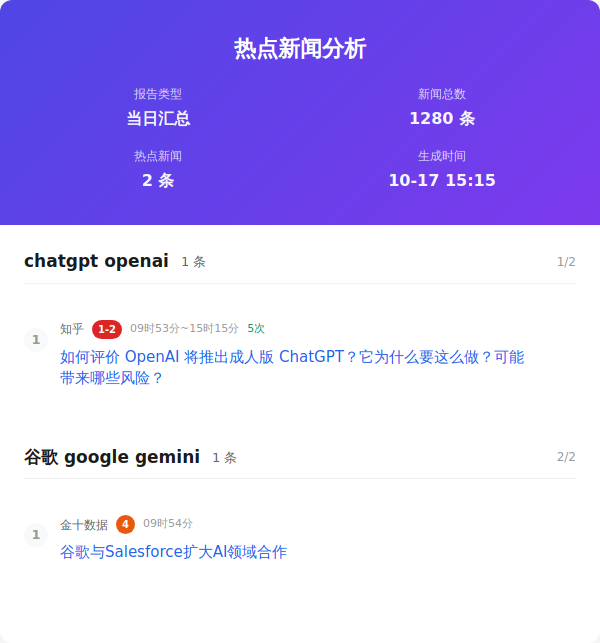 热点新闻分析
报告类型
当日汇总
新闻总数
1280 条
热点新闻
2 条
生成时间
10-17 15:15
chatgpt openai 1 条 1/2
1
知乎 1-2 09时53分~15时15分 5次
如何评价 OpenAI 将推出成人版 ChatGPT？它为什么要这么做？可能
带来哪些风险？
谷歌 google gemini 1 条 2/2
1
金十数据 4 09时54分
谷歌与Salesforce扩大AI领域合作